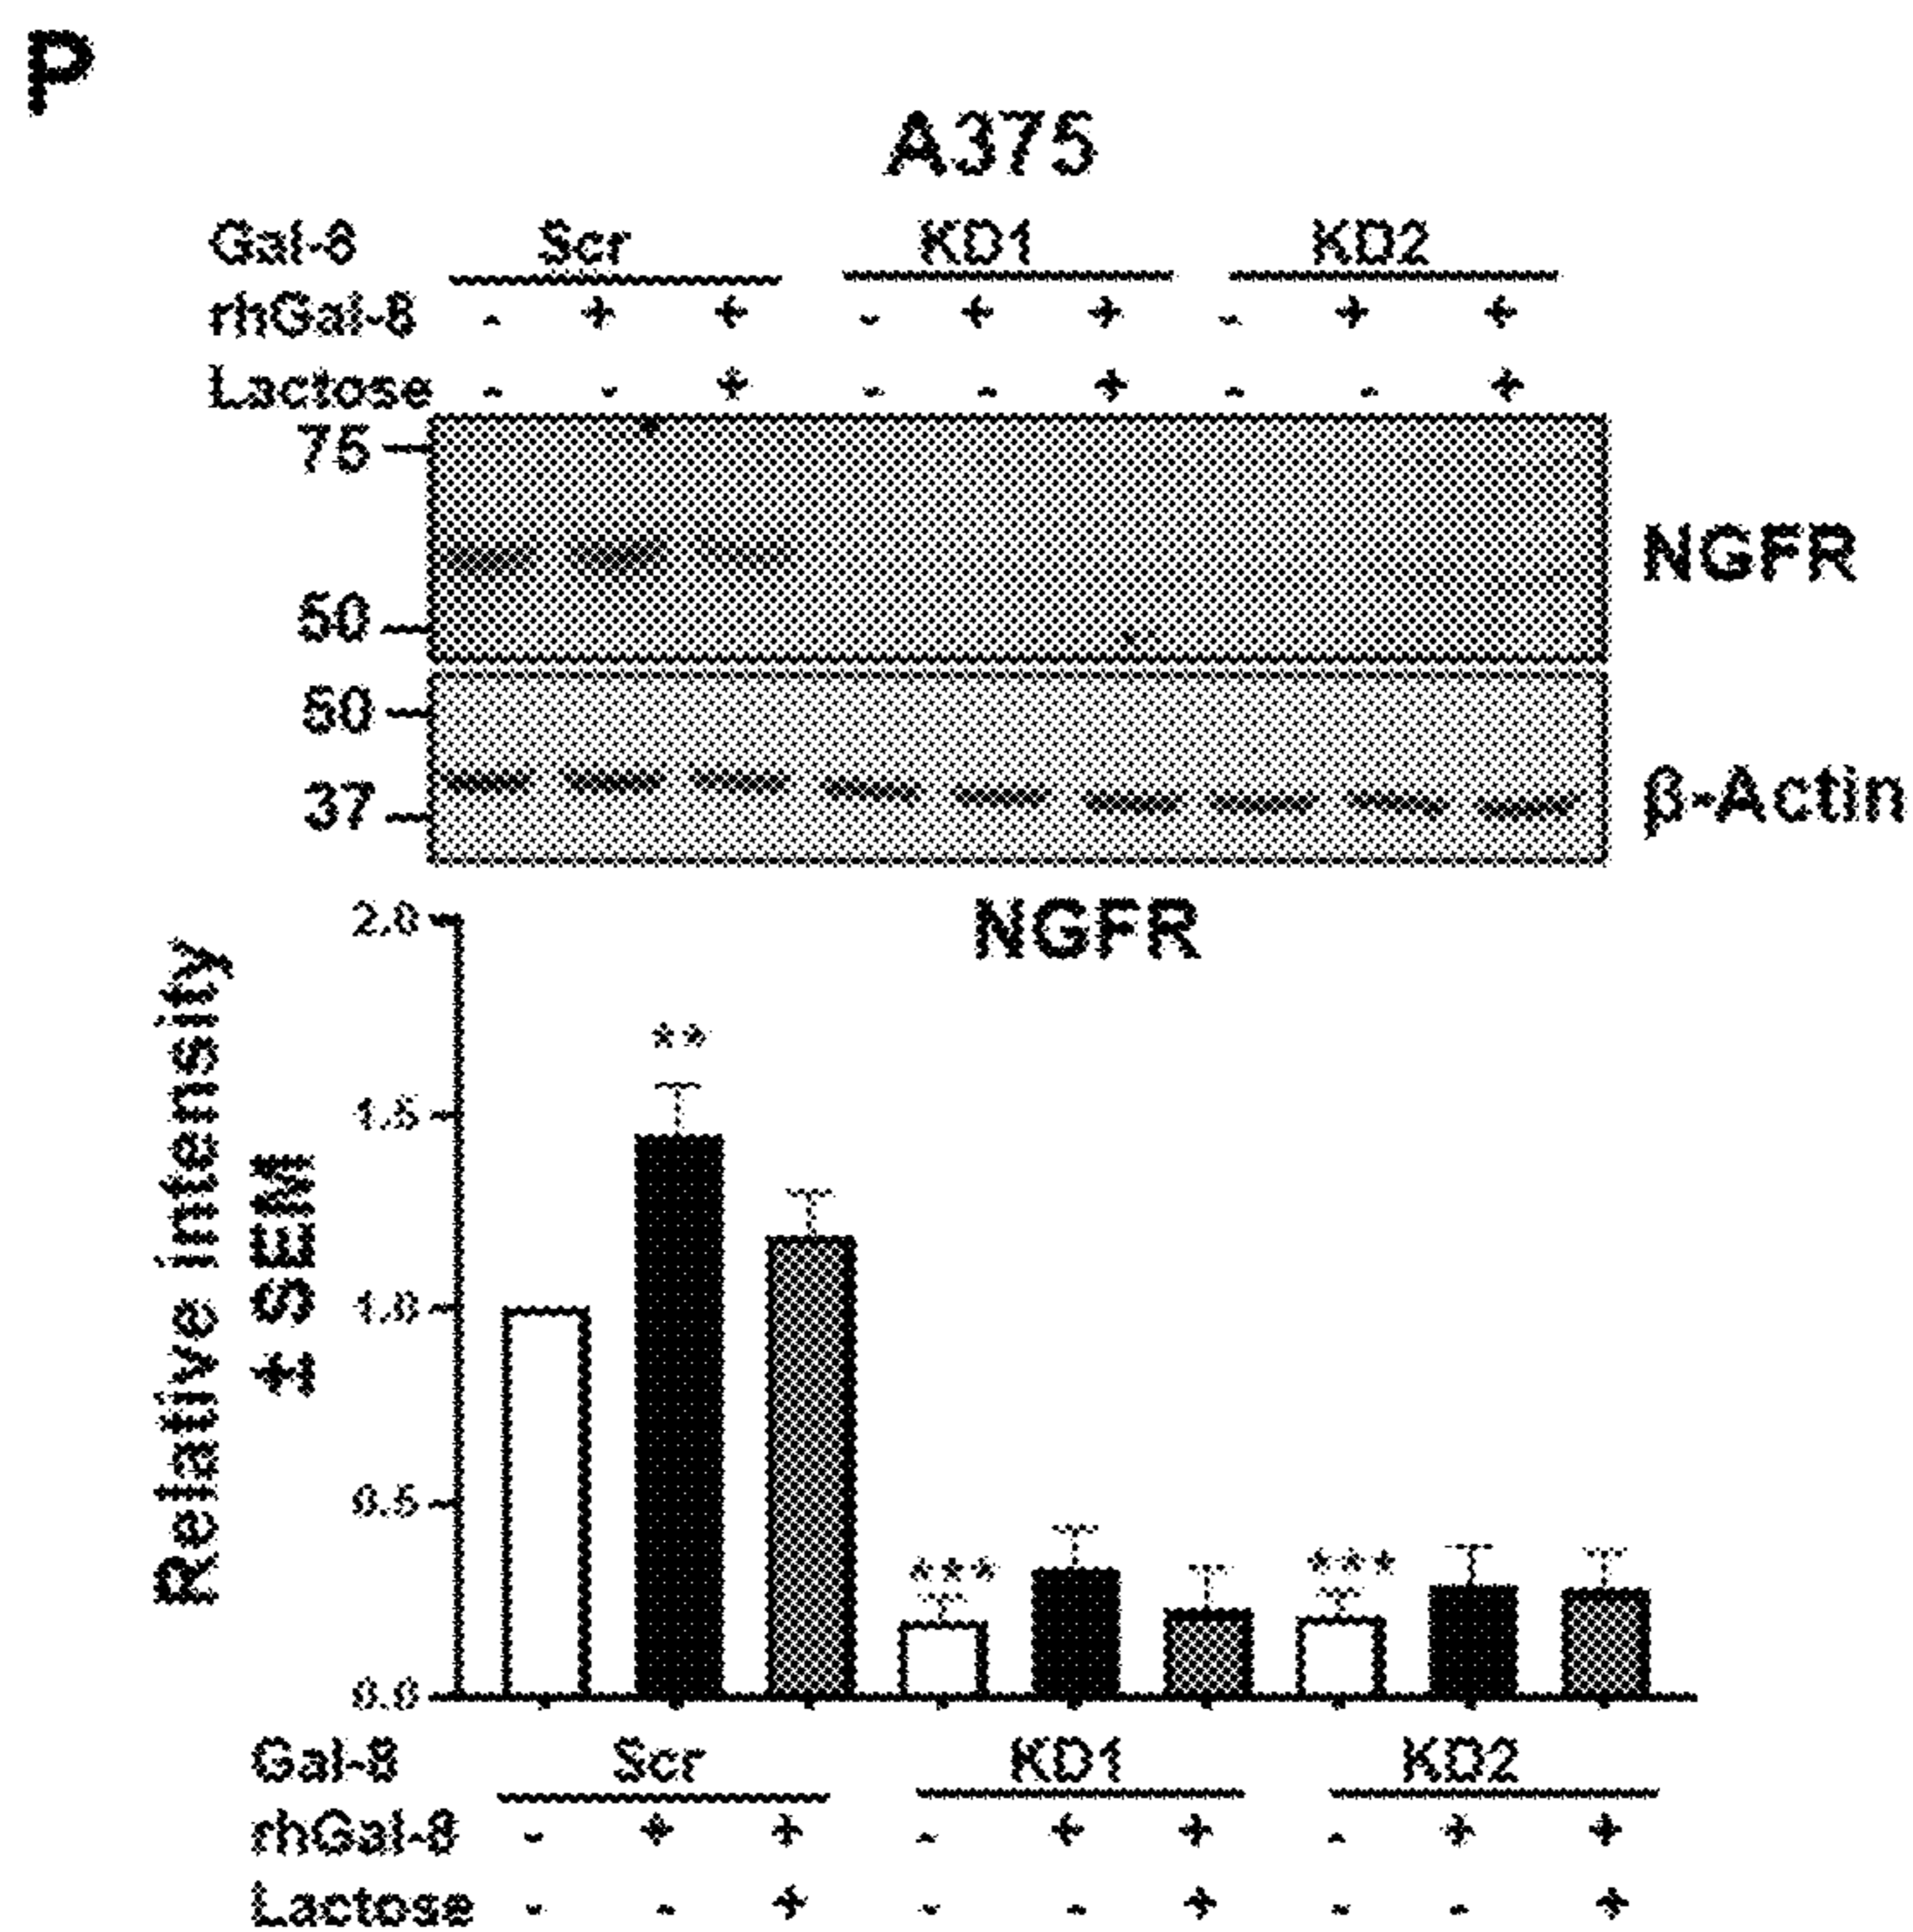 P
A375
Gal-8 Scr KD1 KD2
rhGal-8 - + + - + + - + +
Lactose - - + - - + - - +
75
50
NGFR
50
37
β-Actin
NGFR
Relative intensity
± SEM
2.0
1.5
1.0
0.5
0.0
**
***
***
Gal-8 Scr KD1 KD2
rhGal-8 - + + - + + - + +
Lactose - - + - - + - - +